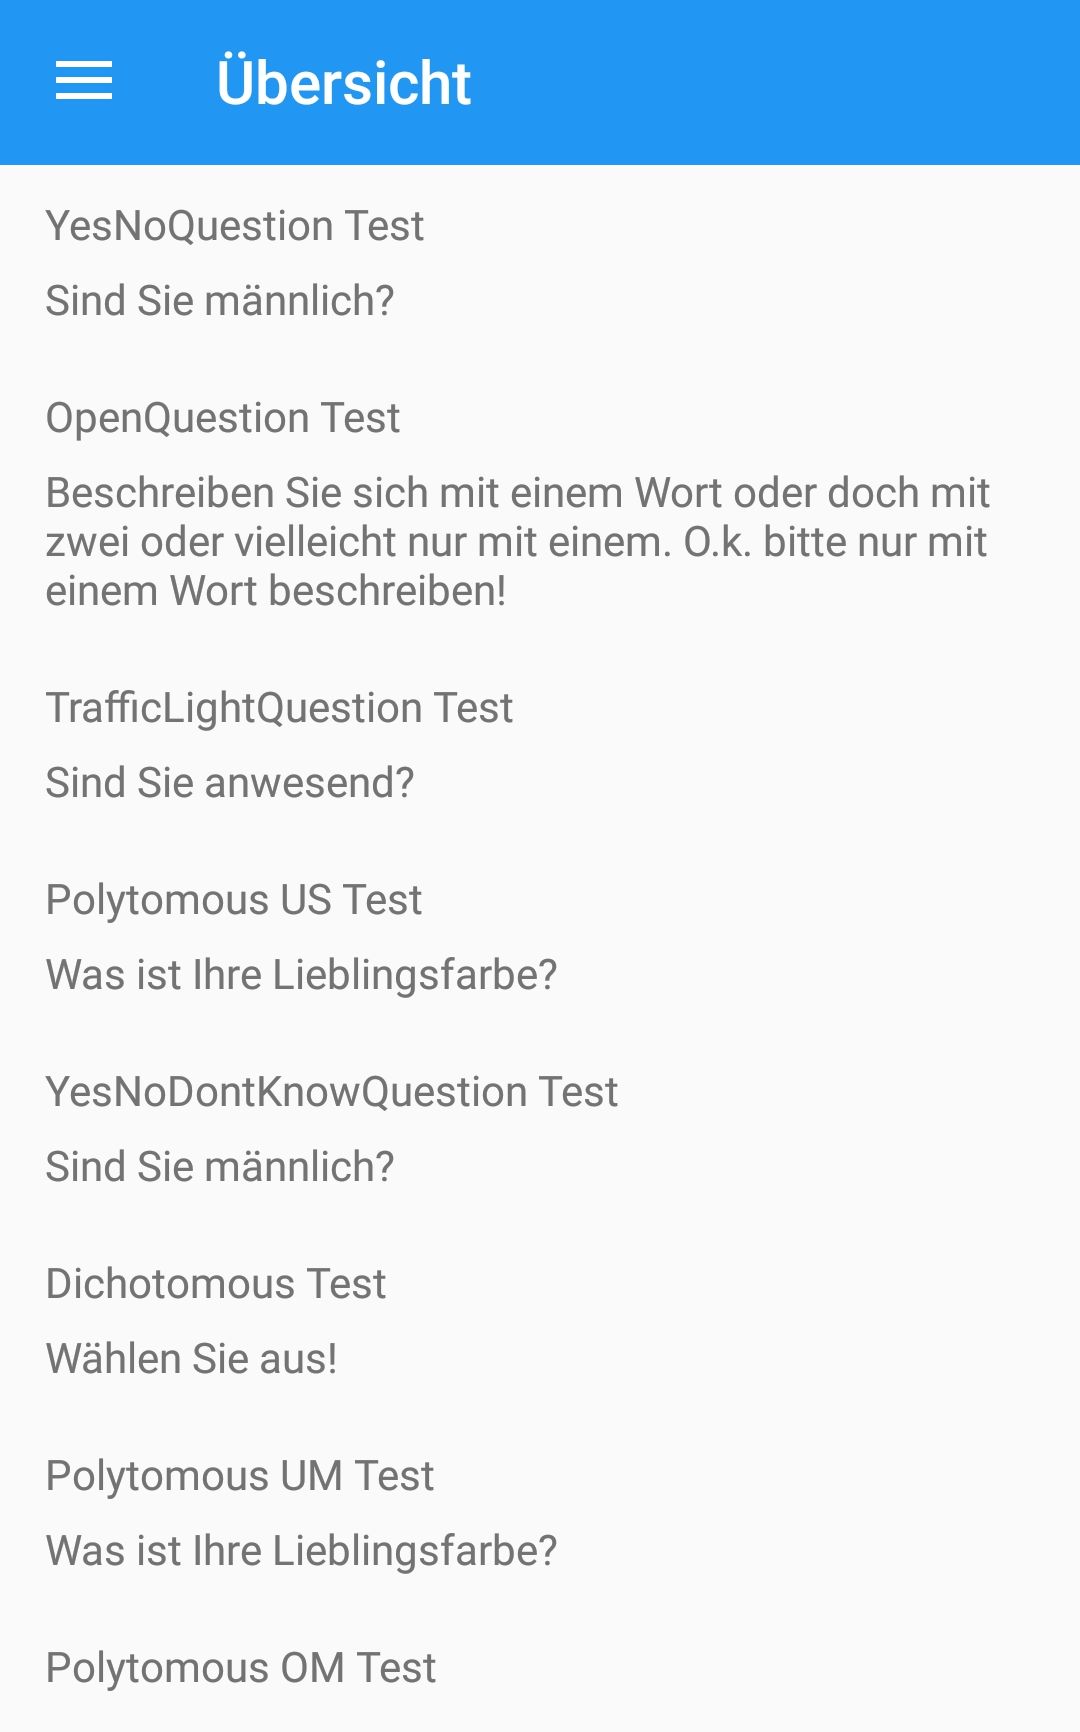 Übersicht
YesNoQuestion Test
Sind Sie männlich?
OpenQuestion Test
Beschreiben Sie sich mit einem Wort oder doch mit
zwei oder vielleicht nur mit einem. O.k. bitte nur mit
einem Wort beschreiben!
TrafficLightQuestion Test
Sind Sie anwesend?
Polytomous US Test
Was ist Ihre Lieblingsfarbe?
YesNoDontKnowQuestion Test
Sind Sie männlich?
Dichotomous Test
Wählen Sie aus!
Polytomous UM Test
Was ist Ihre Lieblingsfarbe?
Polytomous OM Test